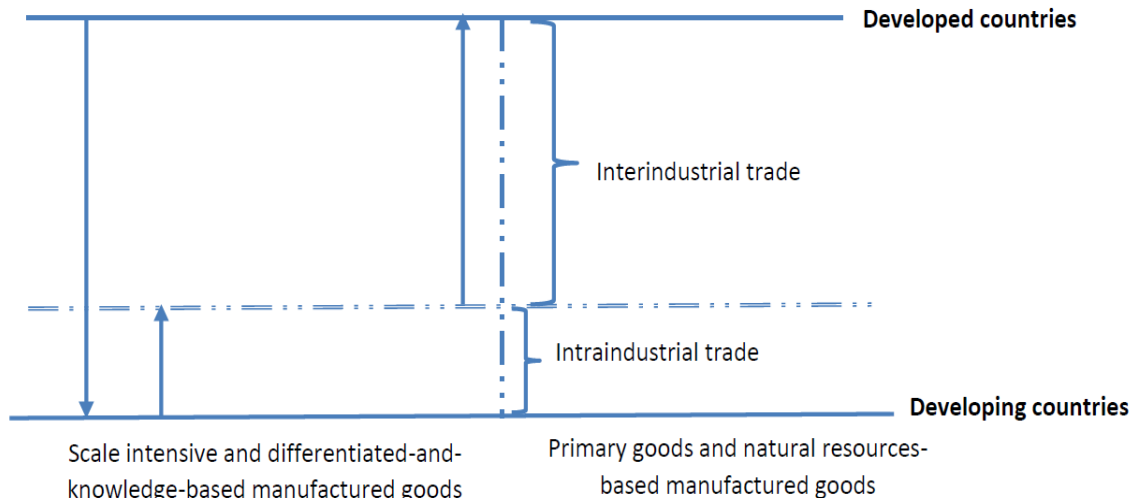 Developed countries
Interindustrial trade
Intraindustrial trade
Developing countries
Scale intensive and differentiated-and-
knowledge-based manufactured goods
Primary goods and natural resources-
based manufactured goods